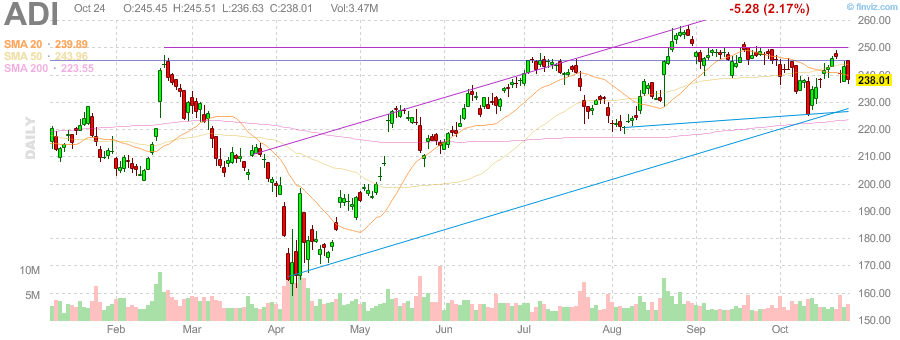 ADI Oct 24 O:245.45 H:245.51 L:236.63 C:238.01 Vol:3.47M -5.28 (2.17%) © finviz.com
260.00
SMA 20 · 239.89
250.00
SMA 50 · 243.96
SMA 200 · 223.55
240.00
238.01
230.00
DAILY
220.00
210.00
200.00
190.00
180.00
10M
170.00
5M
160.00
150.00
Feb Mar Apr May Jun Jul Aug Sep Oct